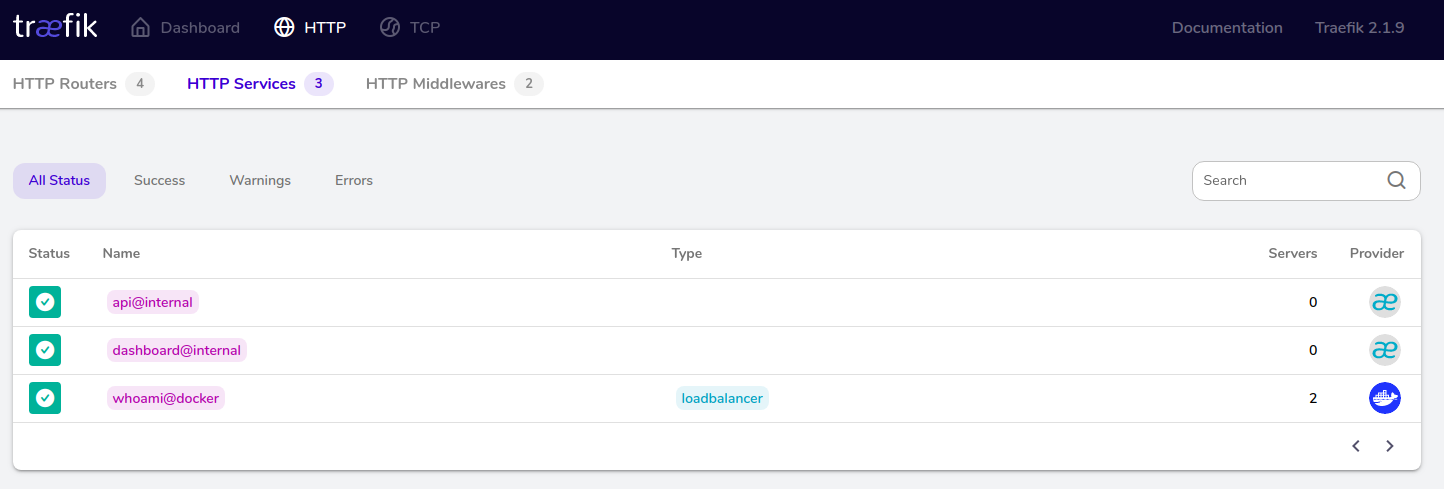 træfik Dashboard HTTP TCP Documentation Traefik 2.1.9
HTTP Routers 4 HTTP Services 3 HTTP Middlewares 2
All Status Success Warnings Errors Search
Status Name Type Servers Provider
api@internal 0 æ
dashboard@internal 0 æ
whoami@docker loadbalancer 2